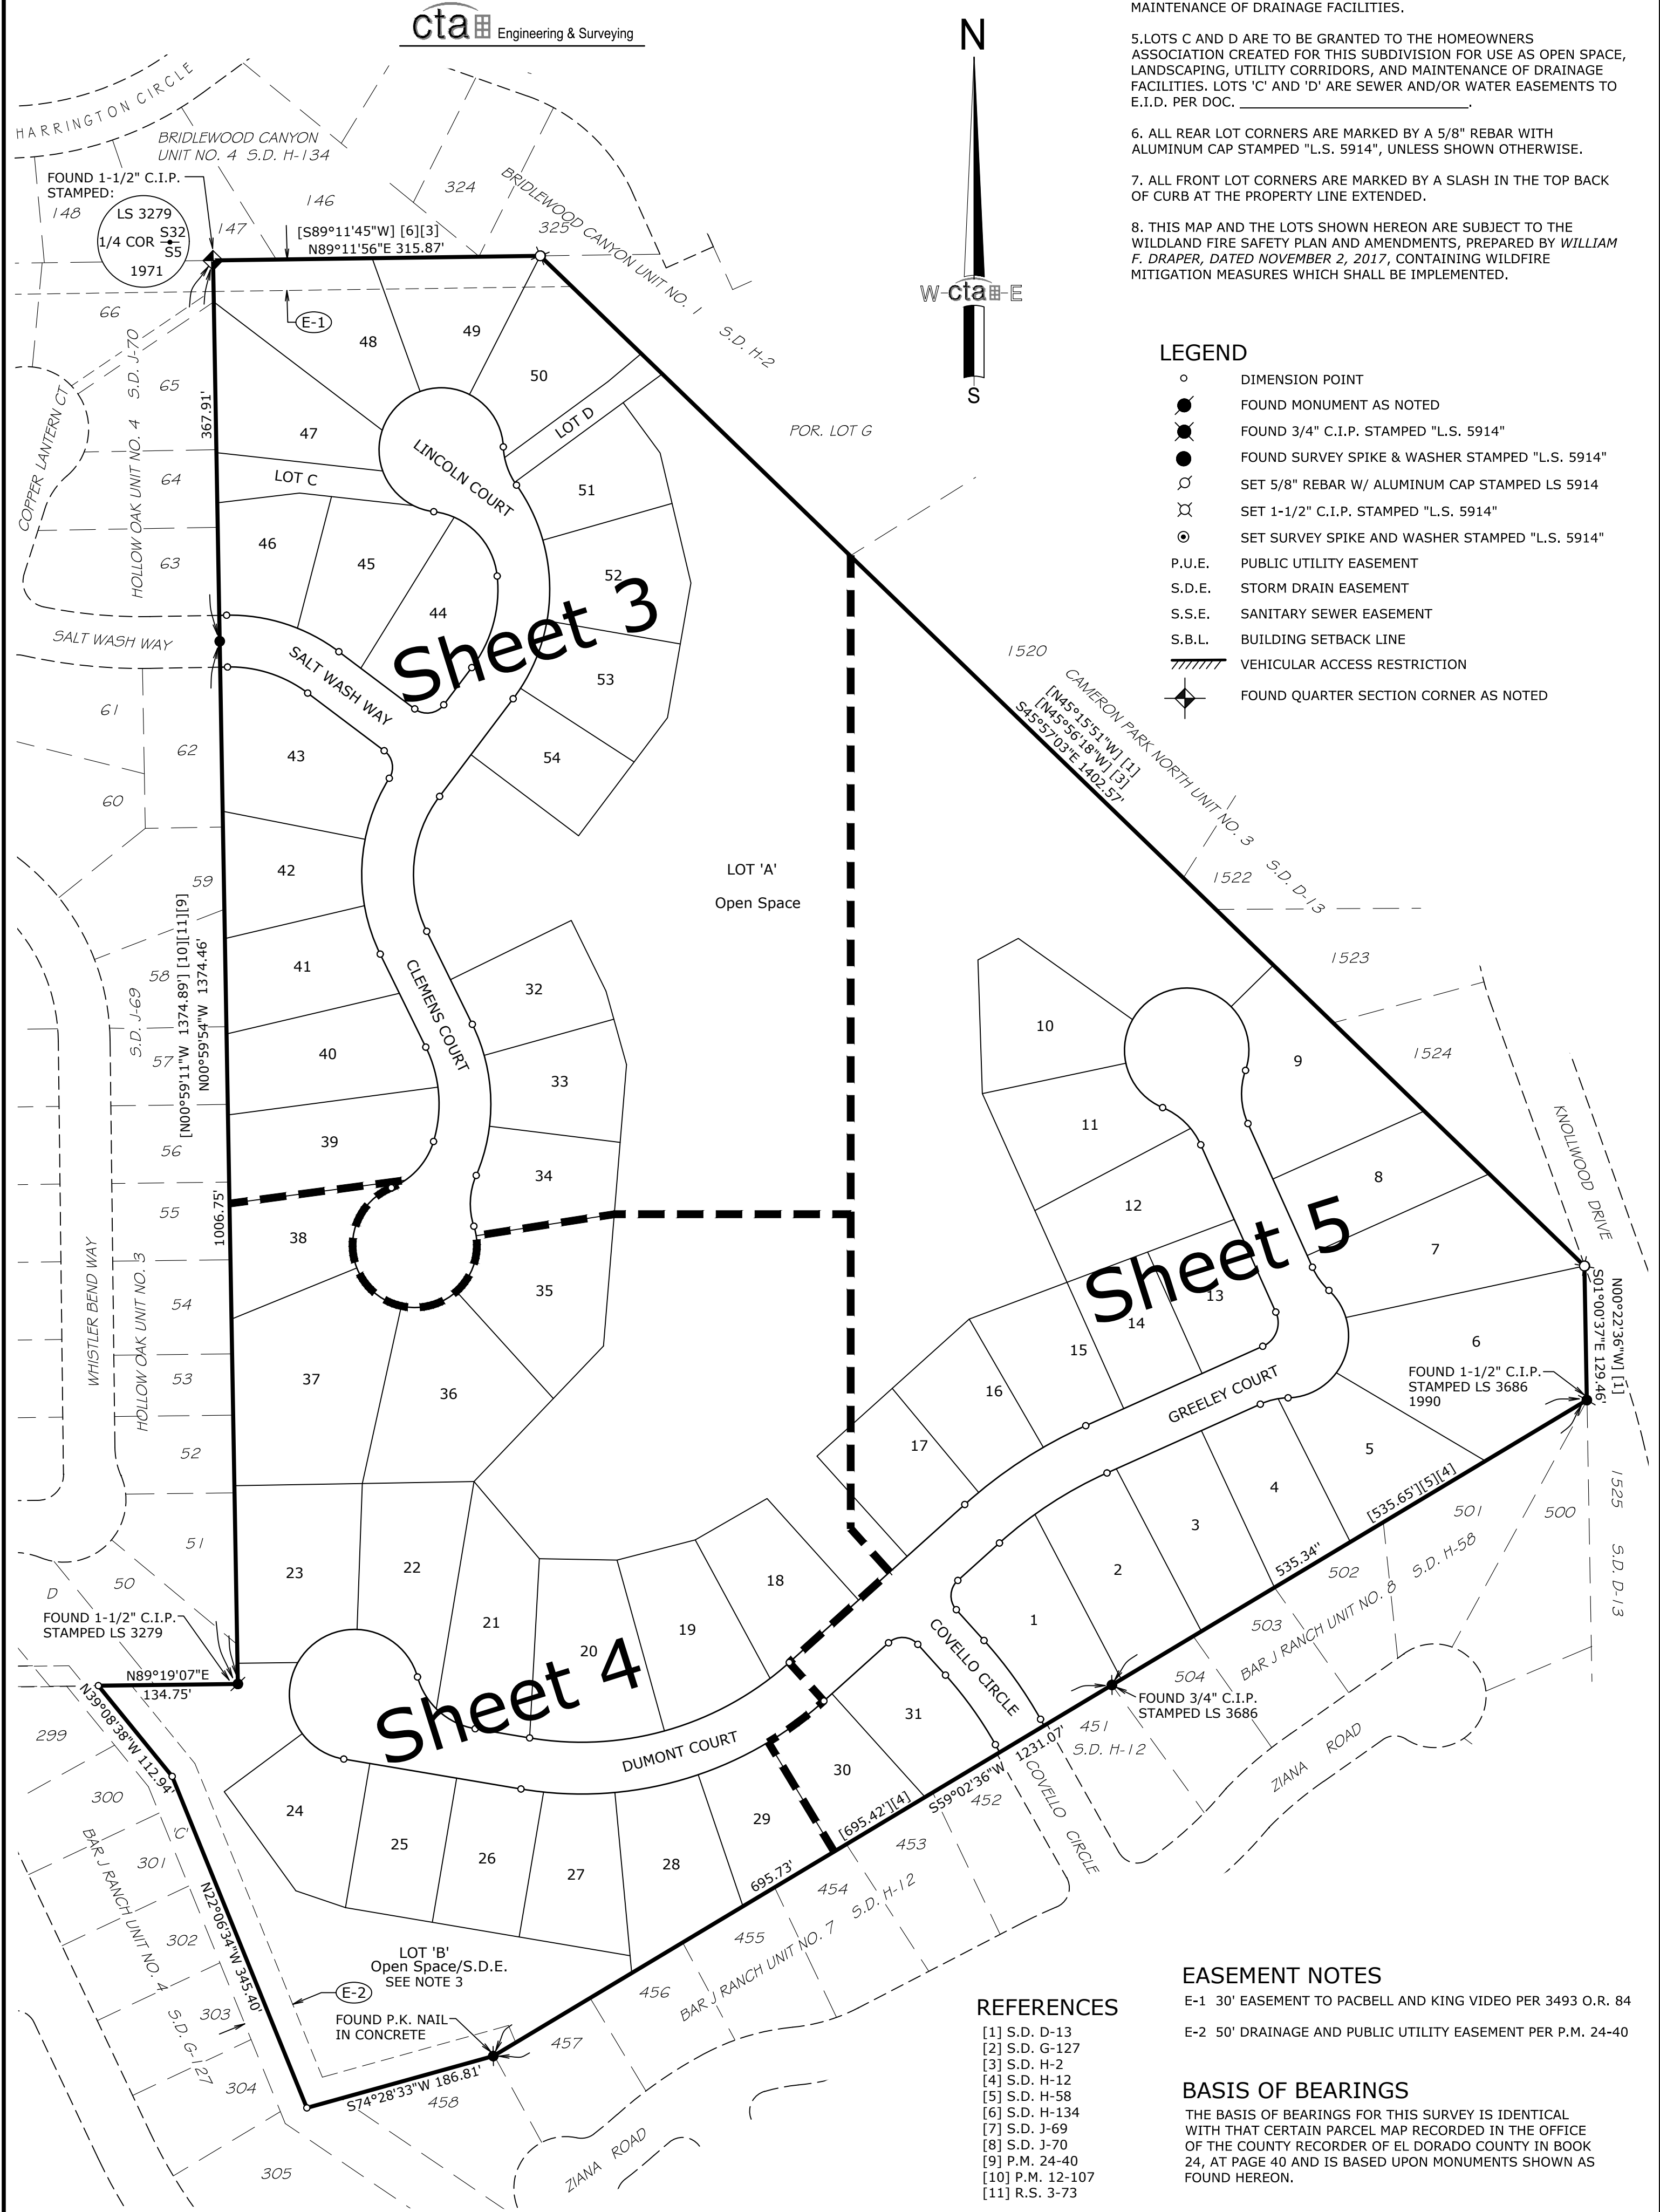 cta Engineering & Surveying
N
W cta E
S
MAINTENANCE OF DRAINAGE FACILITIES.
5.LOTS C AND D ARE TO BE GRANTED TO THE HOMEOWNERS
ASSOCIATION CREATED FOR THIS SUBDIVISION FOR USE AS OPEN SPACE,
LANDSCAPING, UTILITY CORRIDORS, AND MAINTENANCE OF DRAINAGE
FACILITIES. LOTS 'C' AND 'D' ARE SEWER AND/OR WATER EASEMENTS TO
E.I.D. PER DOC. ____________________.
6. ALL REAR LOT CORNERS ARE MARKED BY A 5/8" REBAR WITH
ALUMINUM CAP STAMPED "L.S. 5914", UNLESS SHOWN OTHERWISE.
7. ALL FRONT LOT CORNERS ARE MARKED BY A SLASH IN THE TOP BACK
OF CURB AT THE PROPERTY LINE EXTENDED.
8. THIS MAP AND THE LOTS SHOWN HEREON ARE SUBJECT TO THE
WILDLAND FIRE SAFETY PLAN AND AMENDMENTS, PREPARED BY WILLIAM
F. DRAPER, DATED NOVEMBER 2, 2017, CONTAINING WILDFIRE
MITIGATION MEASURES WHICH SHALL BE IMPLEMENTED.
LEGEND
DIMENSION POINT
FOUND MONUMENT AS NOTED
FOUND 3/4" C.I.P. STAMPED "L.S. 5914"
FOUND SURVEY SPIKE & WASHER STAMPED "L.S. 5914"
SET 5/8" REBAR W/ ALUMINUM CAP STAMPED LS 5914
SET 1-1/2" C.I.P. STAMPED "L.S. 5914"
SET SURVEY SPIKE AND WASHER STAMPED "L.S. 5914"
P.U.E. PUBLIC UTILITY EASEMENT
S.D.E. STORM DRAIN EASEMENT
S.S.E. SANITARY SEWER EASEMENT
S.B.L. BUILDING SETBACK LINE
VEHICULAR ACCESS RESTRICTION
FOUND QUARTER SECTION CORNER AS NOTED
HARRINGTON CIRCLE
BRIDLEWOOD CANYON
UNIT NO. 4 S.D. H-134
FOUND 1-1/2" C.I.P.
STAMPED:
LS 3279
1/4 COR S32
S5
1971
148
147
146
324
325
BRIDLEWOOD CANYON UNIT NO. 1 S.D. H-2
[S89°11'45"W] [6][3]
N89°11'56"E 315.87'
E-1
66
65
64
63
61
62
60
59
58
57
56
55
54
53
52
51
50
D
COPPER LANTERN CT
HOLLOW OAK UNIT NO. 4 S.D. J-70
367.91'
SALT WASH WAY
48
49
50
47
LOT C
LOT D
LINCOLN COURT
51
46
45
44
52
53
54
Sheet 3
SALT WASH WAY
43
42
41
40
39
CLEMENS COURT
32
33
34
35
38
37
36
LOT 'A'
Open Space
POR. LOT G
1520
CAMERON PARK NORTH UNIT NO. 3 S.D. D-13
[N45°15'51"W] [1]
[N45°56'18"W] [3]
S45°57'03"E 1402.57'
1522
1523
1524
KNOLLWOOD DRIVE
[N00°59'11"W 1374.89'] [10][11][9]
N00°59'54"W 1374.46'
1006.75'
S.D. J-69
HOLLOW OAK UNIT NO. 3
WHISTLER BEND WAY
10
9
11
8
12
7
13
14
15
6
16
17
5
4
3
2
1
Sheet 5
GREELEY COURT
N00°22'36"W] [1]
S01°00'37"E 129.46'
FOUND 1-1/2" C.I.P.
STAMPED LS 3686
1990
[535.65'][5][4]
535.34'
501
500
1525
S.D. D-13
502
503
504
BAR J RANCH UNIT NO. 8 S.D. H-58
FOUND 3/4" C.I.P.
STAMPED LS 3686
451
S.D. H-12
ZIANA ROAD
COVELLO CIRCLE
COVELLO CIRCLE
23
22
21
20
19
18
Sheet 4
DUMONT COURT
31
30
29
28
27
26
25
24
FOUND 1-1/2" C.I.P.
STAMPED LS 3279
N89°19'07"E
134.75'
N39°08'38"W 112.94'
299
300
C
301
302
303
304
305
BAR J RANCH UNIT NO. 4 S.D. G-127
N22°06'34"W 345.40'
LOT 'B'
Open Space/S.D.E.
SEE NOTE 3
E-2
FOUND P.K. NAIL
IN CONCRETE
S74°28'33"W 186.81'
695.73'
[695.42'][4]
S59°02'36"W 1231.07'
452
453
454
455
456
457
458
BAR J RANCH UNIT NO. 7 S.D. H-12
ZIANA ROAD
REFERENCES
[1] S.D. D-13
[2] S.D. G-127
[3] S.D. H-2
[4] S.D. H-12
[5] S.D. H-58
[6] S.D. H-134
[7] S.D. J-69
[8] S.D. J-70
[9] P.M. 24-40
[10] P.M. 12-107
[11] R.S. 3-73
EASEMENT NOTES
E-1 30' EASEMENT TO PACBELL AND KING VIDEO PER 3493 O.R. 84
E-2 50' DRAINAGE AND PUBLIC UTILITY EASEMENT PER P.M. 24-40
BASIS OF BEARINGS
THE BASIS OF BEARINGS FOR THIS SURVEY IS IDENTICAL
WITH THAT CERTAIN PARCEL MAP RECORDED IN THE OFFICE
OF THE COUNTY RECORDER OF EL DORADO COUNTY IN BOOK
24, AT PAGE 40 AND IS BASED UPON MONUMENTS SHOWN AS
FOUND HEREON.